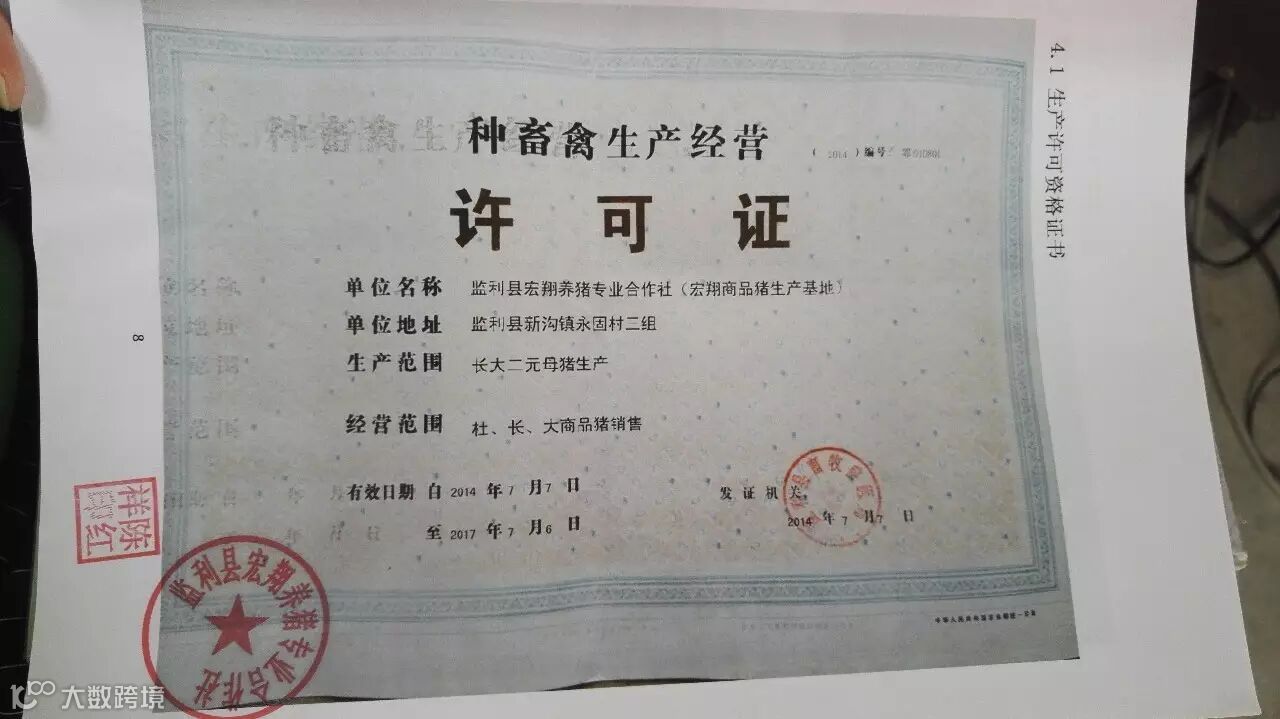 4.1 生产许可资格证书
种畜禽生产经营
( 2014 ) 编号:
许可证
单位名称 监利县宏翔养猪专业合作社（宏翔商品猪生产基地）
单位地址 监利县新沟镇永固村三组
生产范围 长大二元母猪生产
经营范围 杜、长、大商品猪销售
有效日期 自 2014 年 7 月 7 日
至 2017 年 7 月 6 日
发证机关:
2014 年 7 月 7 日
8
监利县宏翔养猪专业合作社
大数跨境